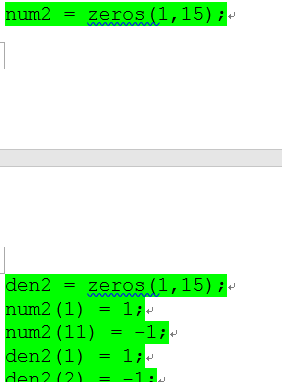 num2 = zeros(1,15);
den2 = zeros(1,15);
num2(1) = 1;
num2(11) = -1;
den2(1) = 1;
den2(2) = -1;